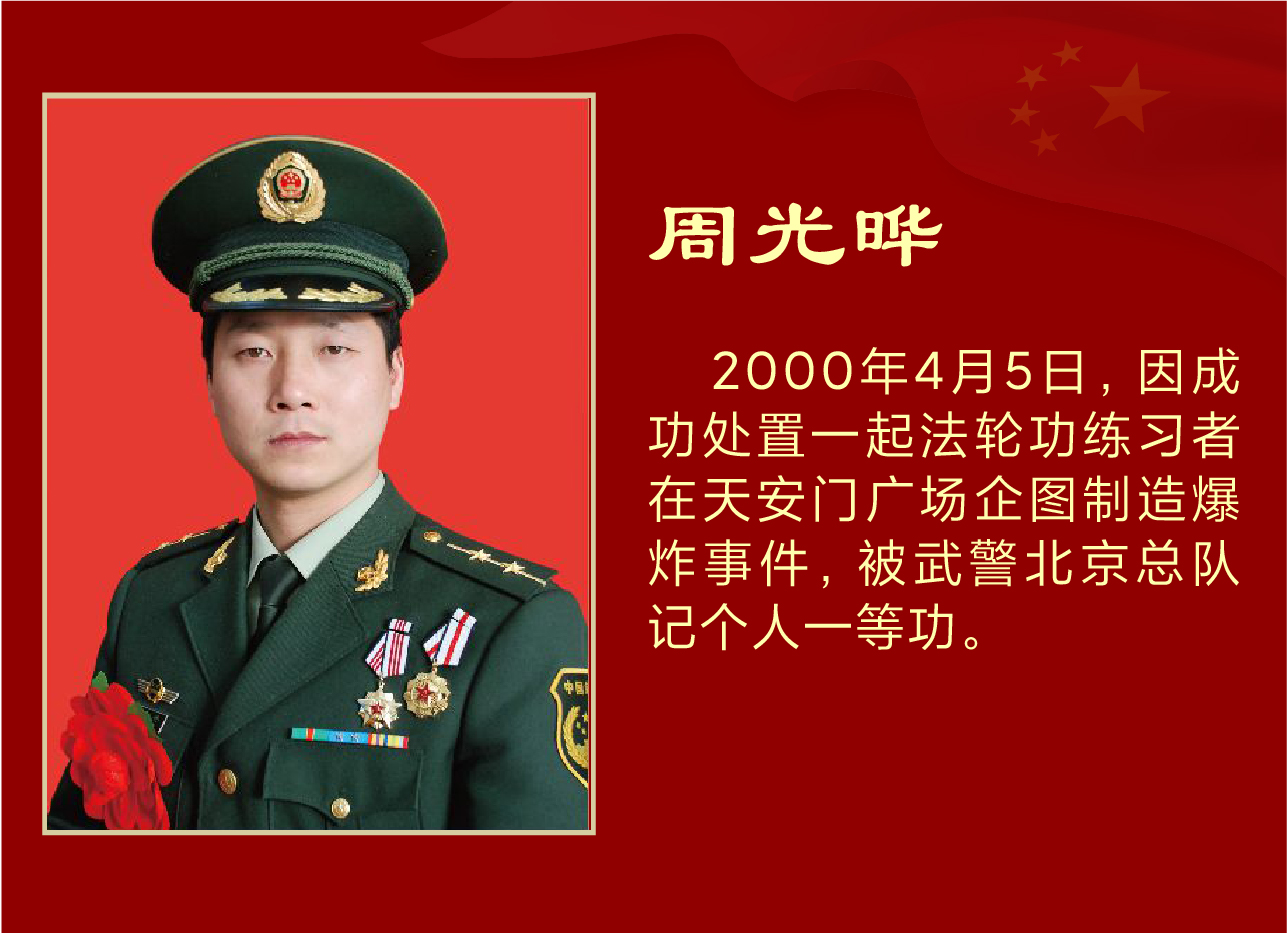 周光晔
2000年4月5日，因成
功处置一起法轮功练习者
在天安门广场企图制造爆
炸事件，被武警北京总队
记个人一等功。